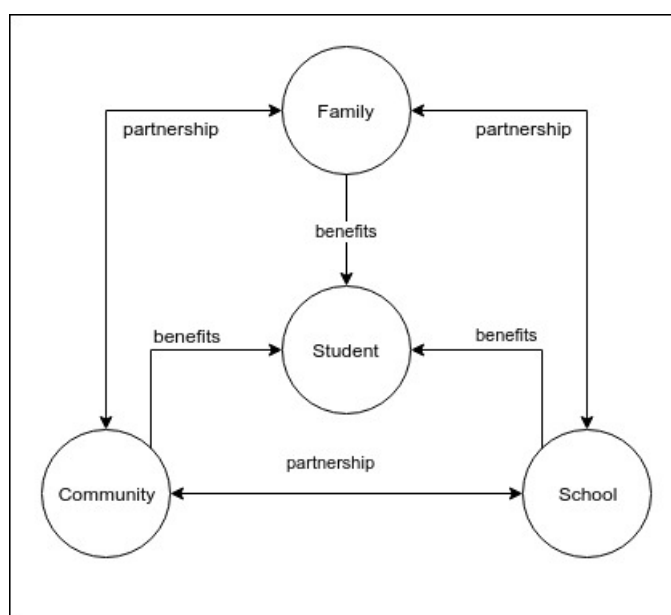 Family
partnership
partnership
benefits
benefits
Student
benefits
partnership
Community
School